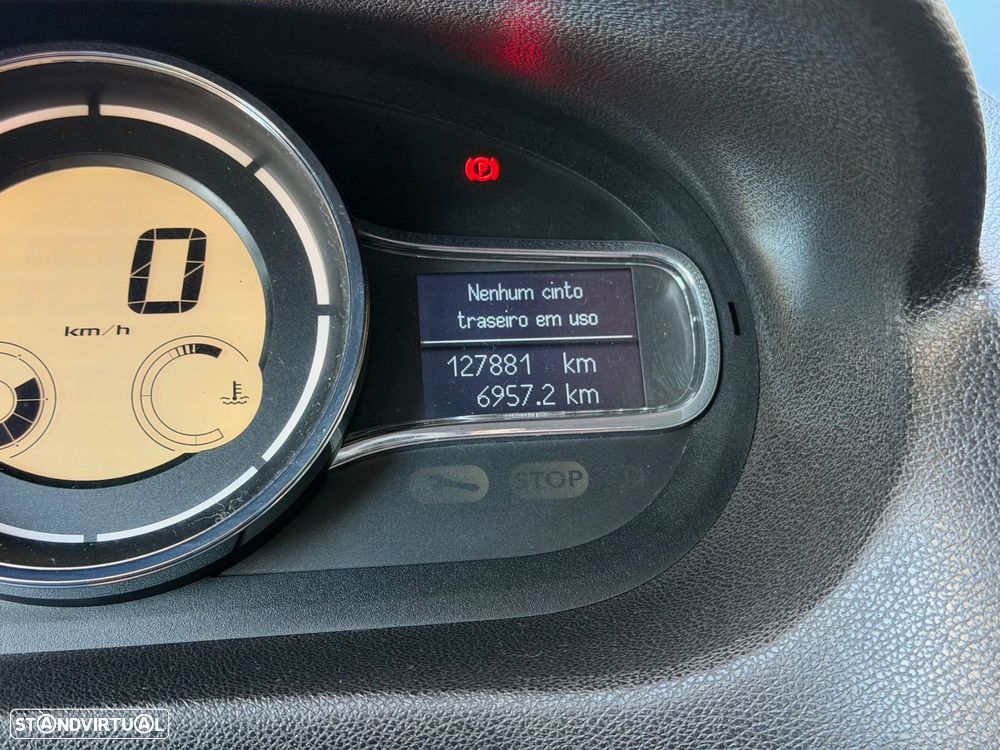 P
0
km/h
Nenhum cinto
traseiro em uso
127881 km
6957.2 km
STOP
STANDVIRTUAL